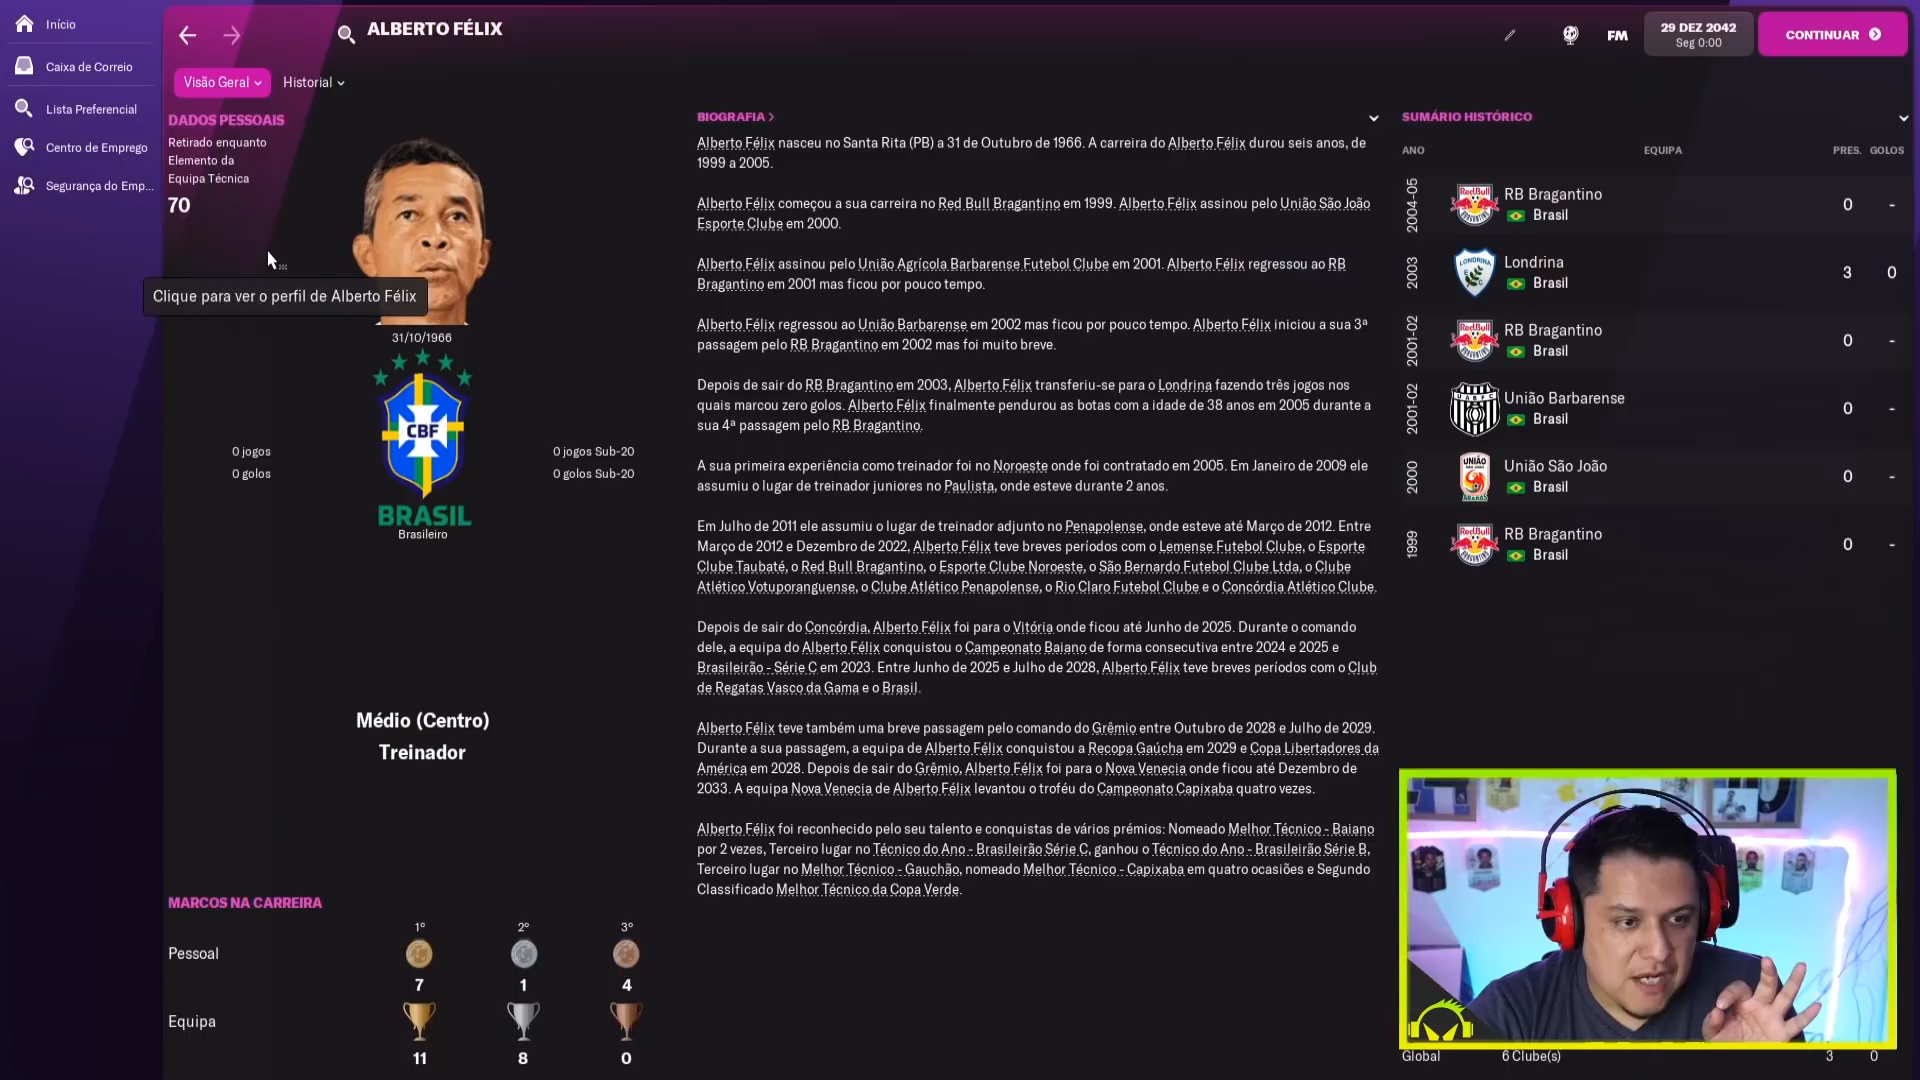 Início
Caixa de Correio
Lista Preferencial
Centro de Emprego
Segurança do Emp...
ALBERTO FÉLIX
FM
29 DEZ 2042
Seg 0:00
CONTINUAR
Visão Geral
Historial
DADOS PESSOAIS
Retirado enquanto
Elemento da
Equipa Técnica
70
Clique para ver o perfil de Alberto Félix
31/10/1966
0 jogos
0 golos
CBF
BRASIL
Brasileiro
0 jogos Sub-20
0 golos Sub-20
Médio (Centro)
Treinador
MARCOS NA CARREIRA
1º 2º 3º
Pessoal
7 1 4
Equipa
11 8 0
BIOGRAFIA
Alberto Félix nasceu no Santa Rita (PB) a 31 de Outubro de 1966. A carreira do Alberto Félix durou seis anos, de
1999 a 2005.
Alberto Félix começou a sua carreira no Red Bull Bragantino em 1999. Alberto Félix assinou pelo União São João
Esporte Clube em 2000.
Alberto Félix assinou pelo União Agrícola Barbarense Futebol Clube em 2001. Alberto Félix regressou ao RB
Bragantino em 2001 mas ficou por pouco tempo.
Alberto Félix regressou ao União Barbarense em 2002 mas ficou por pouco tempo. Alberto Félix iniciou a sua 3ª
passagem pelo RB Bragantino em 2002 mas foi muito breve.
Depois de sair do RB Bragantino em 2003, Alberto Félix transferiu-se para o Londrina fazendo três jogos nos
quais marcou zero golos. Alberto Félix finalmente pendurou as botas com a idade de 38 anos em 2005 durante a
sua 4ª passagem pelo RB Bragantino.
A sua primeira experiência como treinador foi no Noroeste onde foi contratado em 2005. Em Janeiro de 2009 ele
assumiu o lugar de treinador juniores no Paulista, onde esteve durante 2 anos.
Em Julho de 2011 ele assumiu o lugar de treinador adjunto no Penapolense, onde esteve até Março de 2012. Entre
Março de 2012 e Dezembro de 2022, Alberto Félix teve breves períodos com o Lemense Futebol Clube, o Esporte
Clube Taubaté, o Red Bull Bragantino, o Esporte Clube Noroeste, o São Bernardo Futebol Clube Ltda, o Clube
Atlético Votuporanguense, o Clube Atlético Penapolense, o Rio Claro Futebol Clube e o Concórdia Atlético Clube.
Depois de sair do Concórdia, Alberto Félix foi para o Vitória onde ficou até Junho de 2025. Durante o comando
dele, a equipa do Alberto Félix conquistou o Campeonato Baiano de forma consecutiva entre 2024 e 2025 e
Brasileirão - Série C em 2023. Entre Junho de 2025 e Julho de 2028, Alberto Félix teve breves períodos com o Club
de Regatas Vasco da Gama e o Brasil.
Alberto Félix teve também uma breve passagem pelo comando do Grêmio entre Outubro de 2028 e Julho de 2029.
Durante a sua passagem, a equipa de Alberto Félix conquistou a Recopa Gaúcha em 2029 e Copa Libertadores da
América em 2028. Depois de sair do Grêmio, Alberto Félix foi para o Nova Venecia onde ficou até Dezembro de
2033. A equipa Nova Venecia de Alberto Félix levantou o troféu do Campeonato Capixaba quatro vezes.
Alberto Félix foi reconhecido pelo seu talento e conquistas de vários prémios: Nomeado Melhor Técnico - Baiano
por 2 vezes, Terceiro lugar no Técnico do Ano - Brasileirão Série C, ganhou o Técnico do Ano - Brasileirão Série B,
Terceiro lugar no Melhor Técnico - Gauchão, nomeado Melhor Técnico - Capixaba em quatro ocasiões e Segundo
Classificado Melhor Técnico da Copa Verde.
SUMÁRIO HISTÓRICO
ANO EQUIPA PRES. GOLOS
2004-05 RB Bragantino 0 -
Brasil
2003 Londrina 3 0
Brasil
2001-02 RB Bragantino 0 -
Brasil
2001-02 União Barbarense 0 -
Brasil
2000 União São João 0 -
Brasil
1999 RB Bragantino 0 -
Brasil
Global 6 Clube(s) 3 0